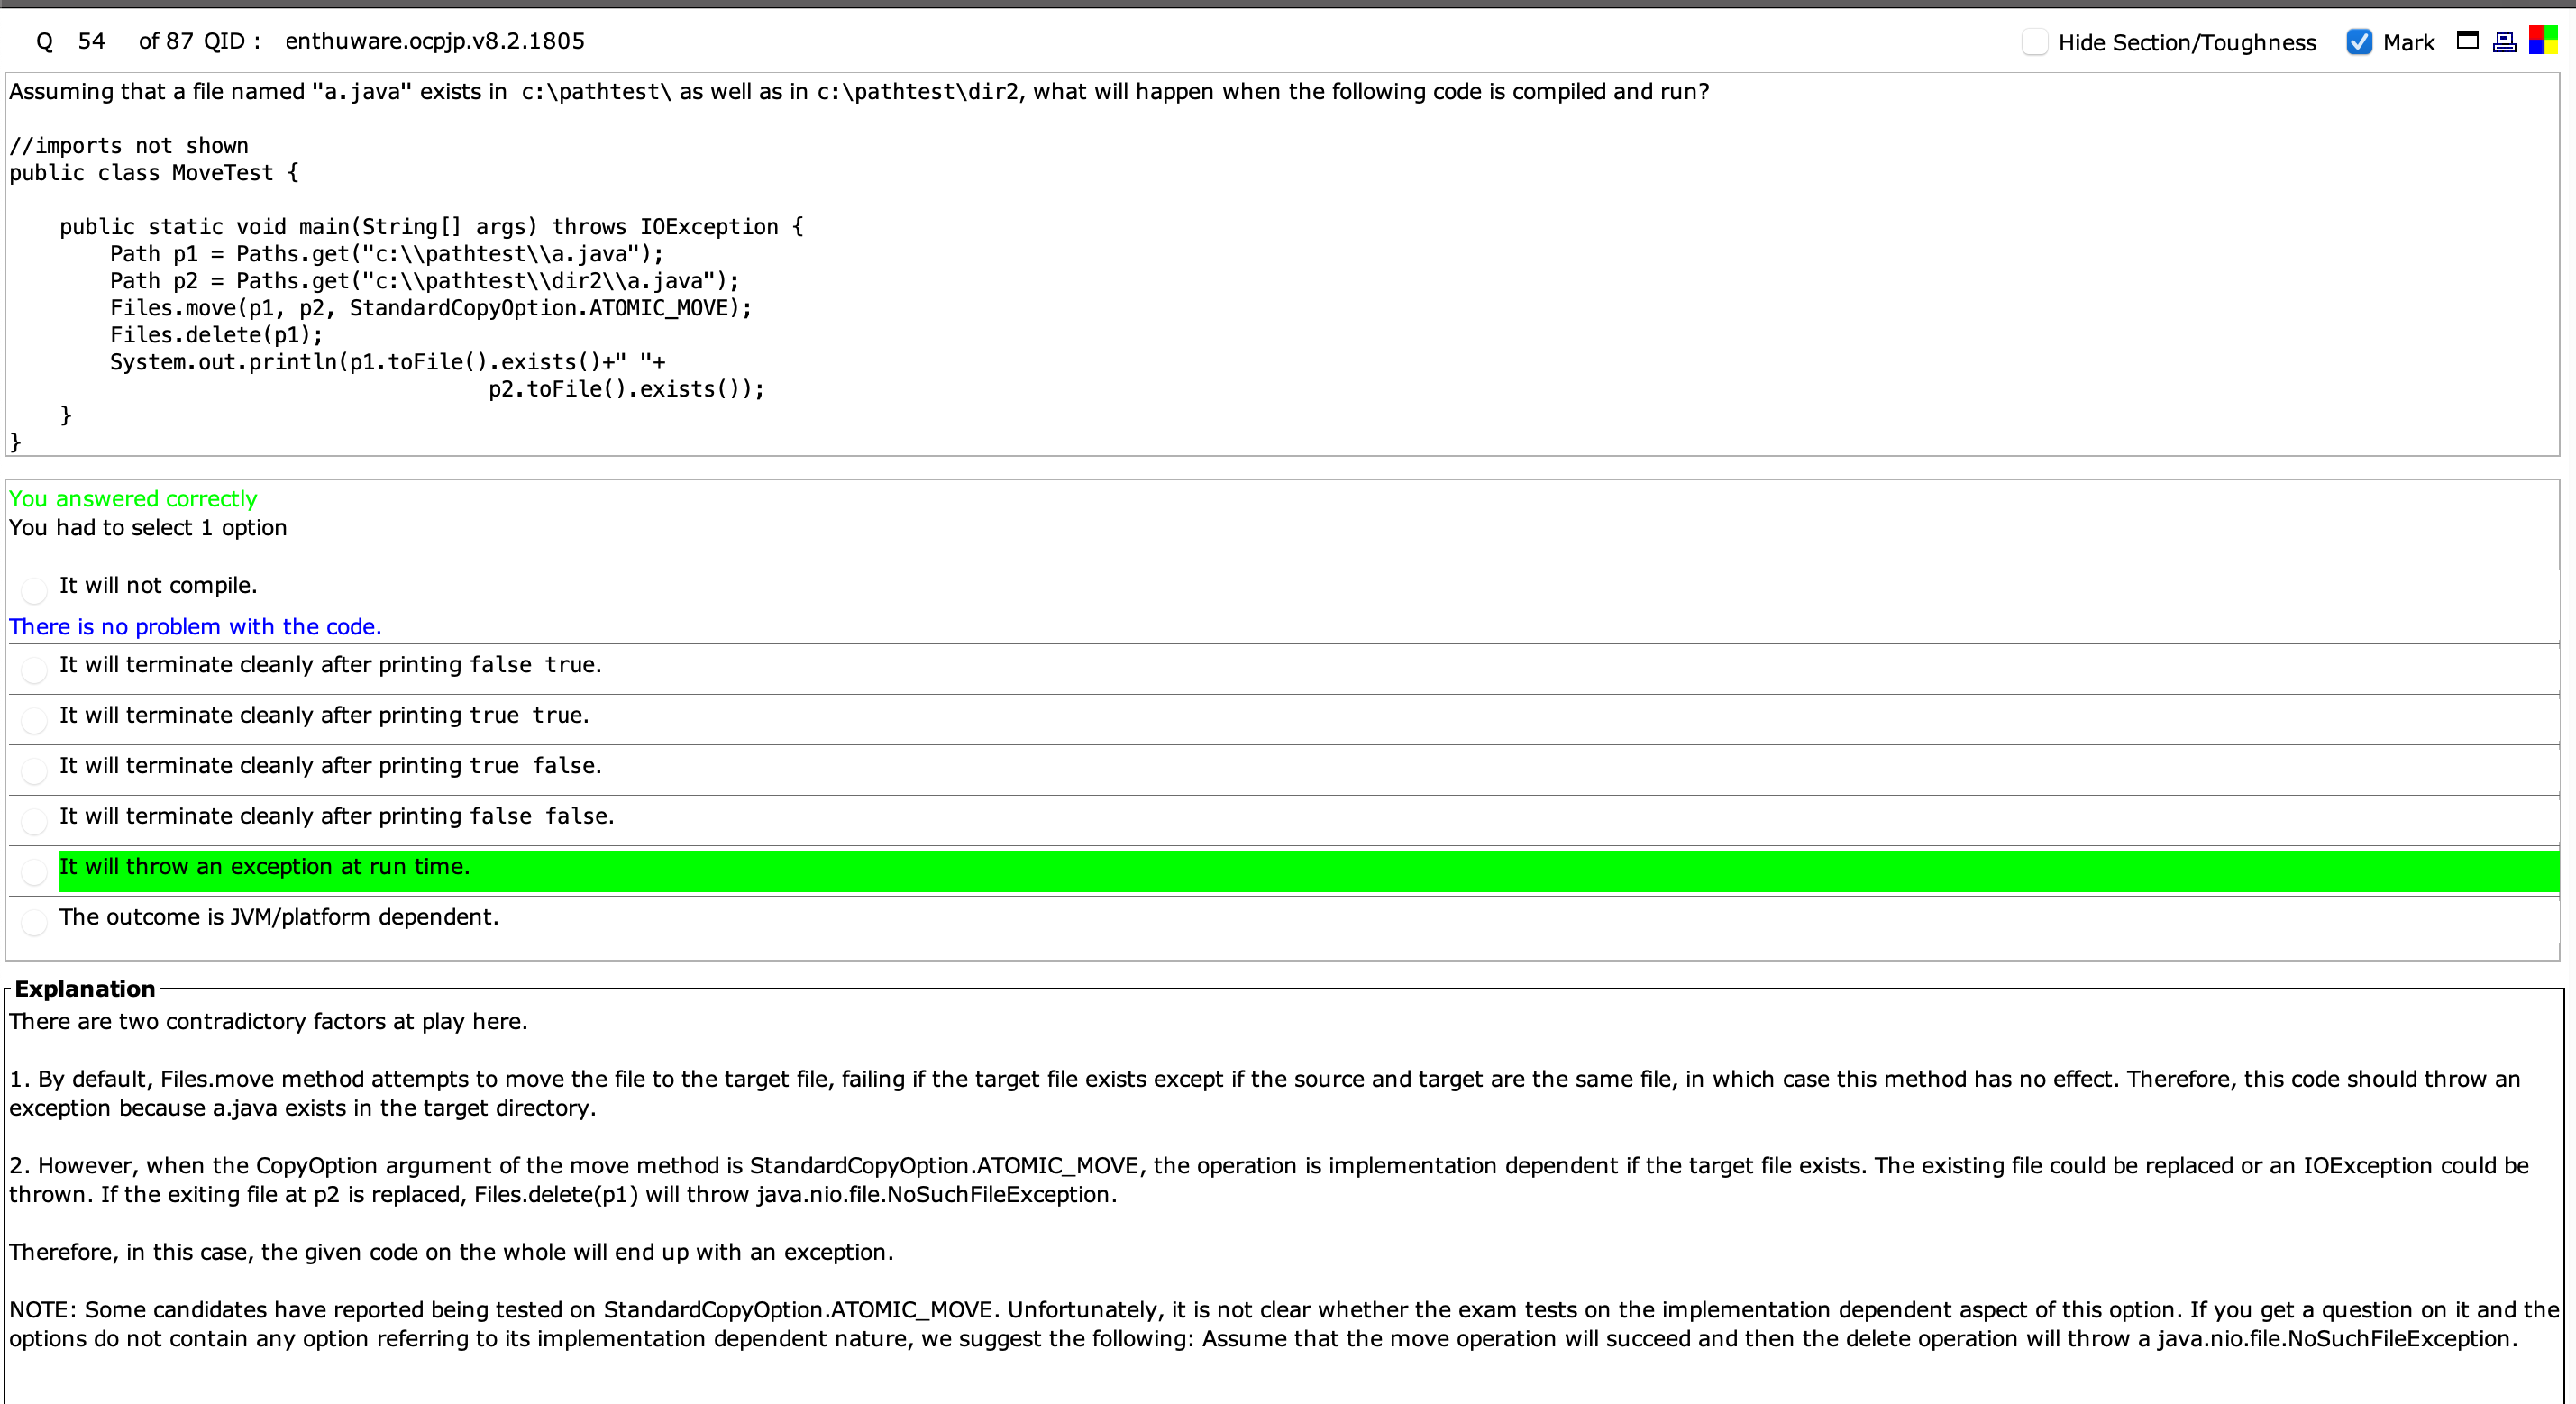 Q 54 of 87 QID : enthuware.ocpjp.v8.2.1805 Hide Section/Toughness Mark
Assuming that a file named "a.java" exists in c:\pathtest\ as well as in c:\pathtest\dir2, what will happen when the following code is compiled and run?
//imports not shown
public class MoveTest {
    public static void main(String[] args) throws IOException {
        Path p1 = Paths.get("c:\\pathtest\\a.java");
        Path p2 = Paths.get("c:\\pathtest\\dir2\\a.java");
        Files.move(p1, p2, StandardCopyOption.ATOMIC_MOVE);
        Files.delete(p1);
        System.out.println(p1.toFile().exists()+" "+
                                      p2.toFile().exists());
    }
}
You answered correctly
You had to select 1 option
It will not compile.
There is no problem with the code.
It will terminate cleanly after printing false true.
It will terminate cleanly after printing true true.
It will terminate cleanly after printing true false.
It will terminate cleanly after printing false false.
It will throw an exception at run time.
The outcome is JVM/platform dependent.
Explanation
There are two contradictory factors at play here.
1. By default, Files.move method attempts to move the file to the target file, failing if the target file exists except if the source and target are the same file, in which case this method has no effect. Therefore, this code should throw an
exception because a.java exists in the target directory.
2. However, when the CopyOption argument of the move method is StandardCopyOption.ATOMIC_MOVE, the operation is implementation dependent if the target file exists. The existing file could be replaced or an IOException could be
thrown. If the exiting file at p2 is replaced, Files.delete(p1) will throw java.nio.file.NoSuchFileException.
Therefore, in this case, the given code on the whole will end up with an exception.
NOTE: Some candidates have reported being tested on StandardCopyOption.ATOMIC_MOVE. Unfortunately, it is not clear whether the exam tests on the implementation dependent aspect of this option. If you get a question on it and the
options do not contain any option referring to its implementation dependent nature, we suggest the following: Assume that the move operation will succeed and then the delete operation will throw a java.nio.file.NoSuchFileException.